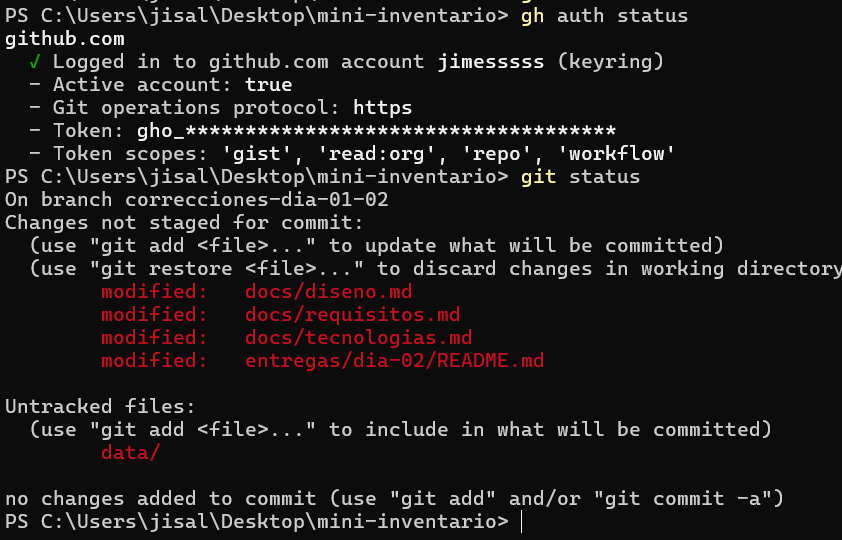 PS C:\Users\jisal\Desktop\mini-inventario> gh auth status
github.com
  ✓ Logged in to github.com account jimesssss (keyring)
  - Active account: true
  - Git operations protocol: https
  - Token: gho_************************************
  - Token scopes: 'gist', 'read:org', 'repo', 'workflow'
PS C:\Users\jisal\Desktop\mini-inventario> git status
On branch correcciones-dia-01-02
Changes not staged for commit:
  (use "git add <file>..." to update what will be committed)
  (use "git restore <file>..." to discard changes in working directory
        modified:   docs/diseno.md
        modified:   docs/requisitos.md
        modified:   docs/tecnologias.md
        modified:   entregas/dia-02/README.md

Untracked files:
  (use "git add <file>..." to include in what will be committed)
        data/

no changes added to commit (use "git add" and/or "git commit -a")
PS C:\Users\jisal\Desktop\mini-inventario>